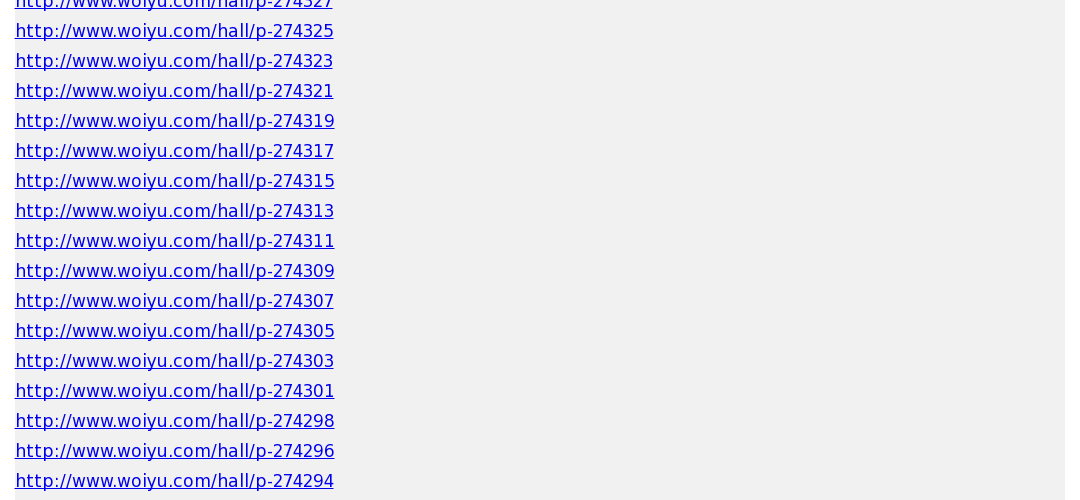 http://www.woiyu.com/hall/p-274327
http://www.woiyu.com/hall/p-274325
http://www.woiyu.com/hall/p-274323
http://www.woiyu.com/hall/p-274321
http://www.woiyu.com/hall/p-274319
http://www.woiyu.com/hall/p-274317
http://www.woiyu.com/hall/p-274315
http://www.woiyu.com/hall/p-274313
http://www.woiyu.com/hall/p-274311
http://www.woiyu.com/hall/p-274309
http://www.woiyu.com/hall/p-274307
http://www.woiyu.com/hall/p-274305
http://www.woiyu.com/hall/p-274303
http://www.woiyu.com/hall/p-274301
http://www.woiyu.com/hall/p-274298
http://www.woiyu.com/hall/p-274296
http://www.woiyu.com/hall/p-274294